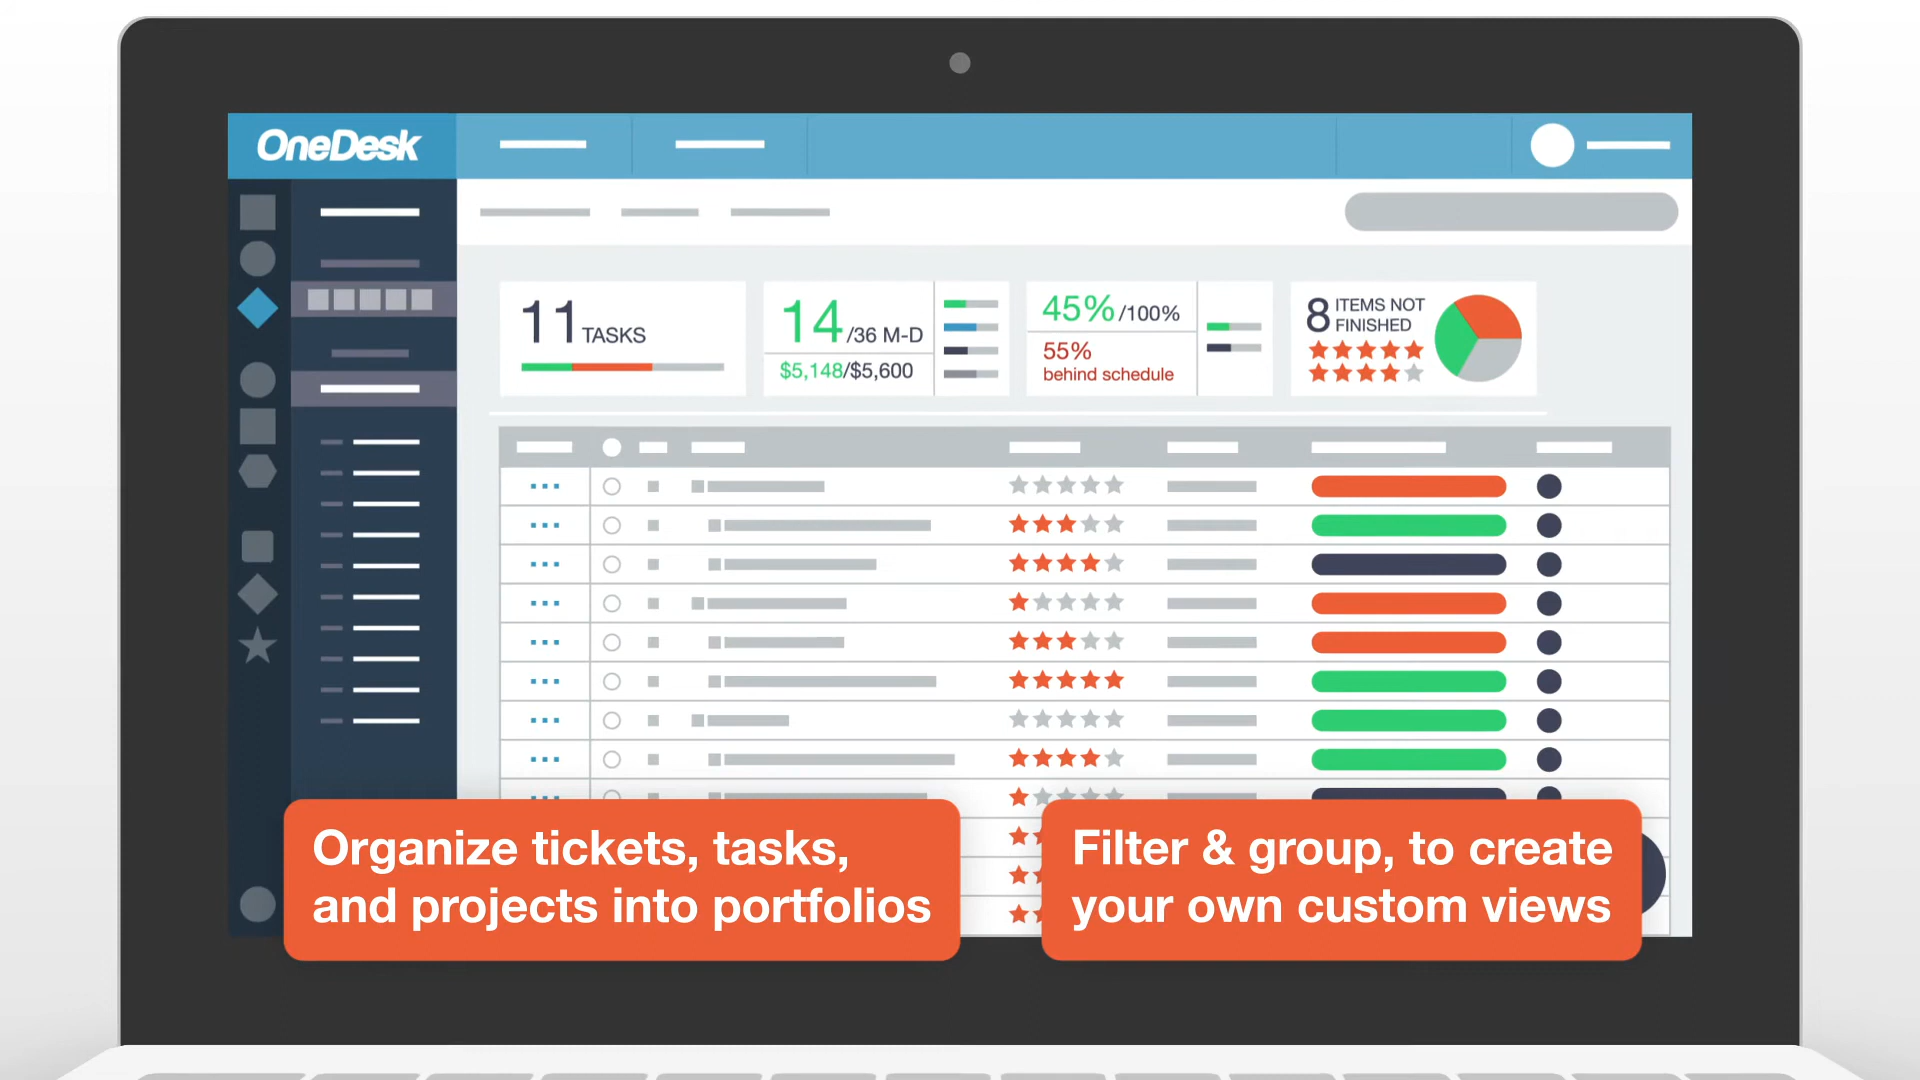 OneDesk
11 TASKS
14 /36 M-D
$5,148/$5,600
45% /100%
55%
behind schedule
8 ITEMS NOT
FINISHED
Organize tickets, tasks,
and projects into portfolios
Filter & group, to create
your own custom views